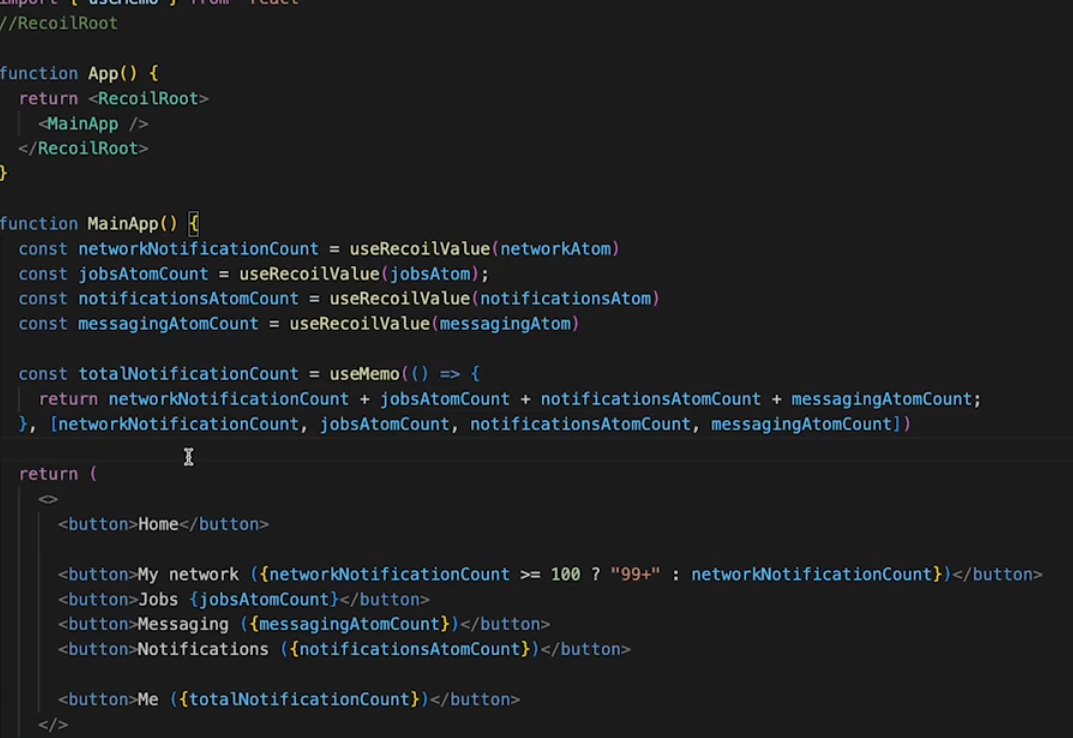 import { useMemo } from 'react'
//RecoilRoot
function App() {
return <RecoilRoot>
<MainApp />
</RecoilRoot>
}
function MainApp() {
const networkNotificationCount = useRecoilValue(networkAtom)
const jobsAtomCount = useRecoilValue(jobsAtom);
const notificationsAtomCount = useRecoilValue(notificationsAtom)
const messagingAtomCount = useRecoilValue(messagingAtom)
const totalNotificationCount = useMemo(() => {
return networkNotificationCount + jobsAtomCount + notificationsAtomCount + messagingAtomCount;
}, [networkNotificationCount, jobsAtomCount, notificationsAtomCount, messagingAtomCount])
return (
<>
<button>Home</button>
<button>My network ({networkNotificationCount >= 100 ? "99+" : networkNotificationCount})</button>
<button>Jobs {jobsAtomCount}</button>
<button>Messaging ({messagingAtomCount})</button>
<button>Notifications ({notificationsAtomCount})</button>
<button>Me ({totalNotificationCount})</button>
</>